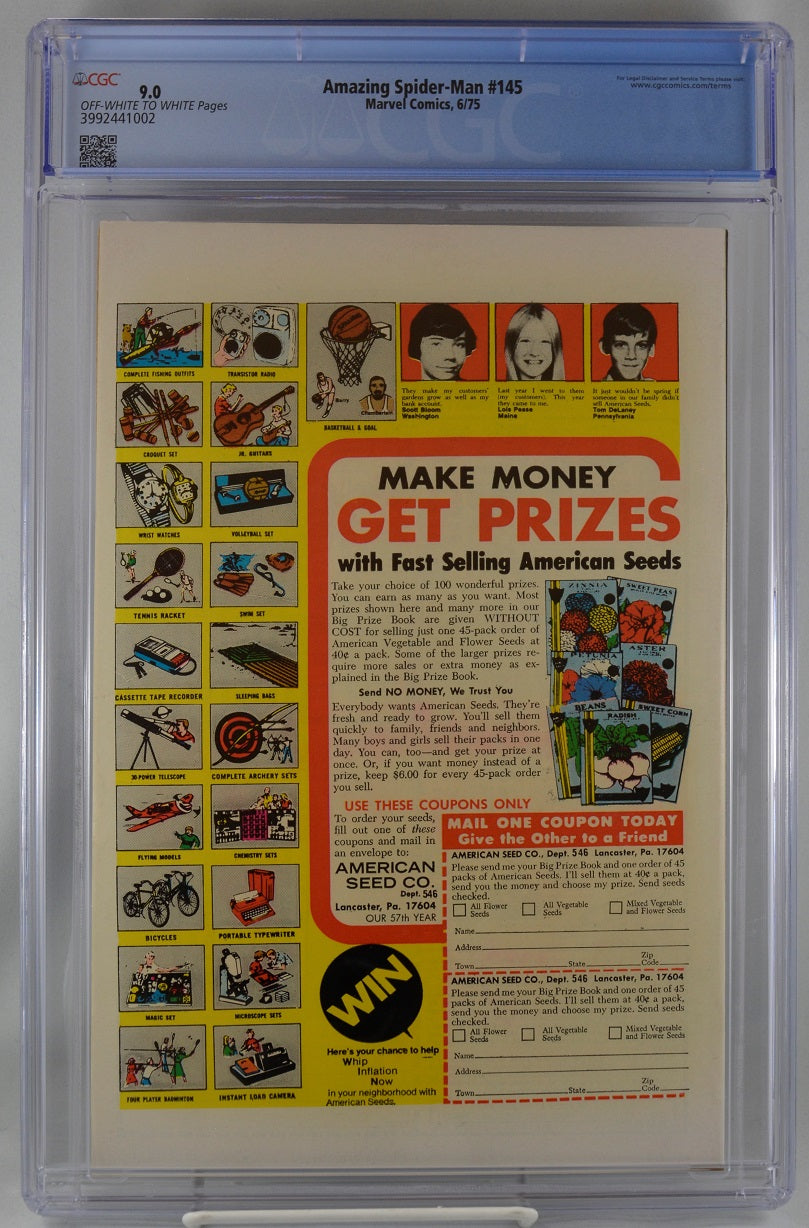 CGC
9.0
OFF-WHITE TO WHITE Pages
3992441002
Amazing Spider-Man #145
Marvel Comics, 6/75
For Legal Disclaimer and Service Terms please visit:
www.cgccomics.com/terms
COMPLETE FISHING OUTFITS
TRANSISTOR RADIO
CROQUET SET
JR. GUITARS
WRIST WATCHES
VOLLEYBALL SET
TENNIS RACKET
SWIM SET
CASSETTE TAPE RECORDER
SLEEPING BAGS
30-POWER TELESCOPE
COMPLETE ARCHERY SETS
FLYING MODELS
CHEMISTRY SETS
BICYCLES
PORTABLE TYPEWRITER
MAGIC SET
MICROSCOPE SETS
FOUR PLAYER BADMINTON
INSTANT LOAD CAMERA
Barry
Chamberlain
BASKETBALL & GOAL
They make my customers'
gardens grow as well as my
bank account.
Scott Bloom
Washington
Last year I went to them
(my customers). This year
they came to me.
Lois Pease
Maine
It just wouldn't be spring if
someone in our family didn't
sell American Seeds.
Tom DeLaney
Pennsylvania
MAKE MONEY
GET PRIZES
with Fast Selling American Seeds
Take your choice of 100 wonderful prizes.
You can earn as many as you want. Most
prizes shown here and many more in our
Big Prize Book are given WITHOUT
COST for selling just one 45-pack order of
American Vegetable and Flower Seeds at
40¢ a pack. Some of the larger prizes re-
quire more sales or extra money as ex-
plained in the Big Prize Book.
Send NO MONEY, We Trust You
Everybody wants American Seeds. They're
fresh and ready to grow. You'll sell them
quickly to family, friends and neighbors.
Many boys and girls sell their packs in one
day. You can, too—and get your prize at
once. Or, if you want money instead of a
prize, keep $6.00 for every 45-pack order
you sell.
ZINNIA
SWEET PEAS
PETUNIA
ASTER
BEANS
RADISH
SWEET CORN
USE THESE COUPONS ONLY
To order your seeds,
fill out one of these
coupons and mail in
an envelope to:
AMERICAN
SEED CO.
Dept. 546
Lancaster, Pa. 17604
OUR 57th YEAR
MAIL ONE COUPON TODAY
Give the Other to a Friend
AMERICAN SEED CO., Dept. 546 Lancaster, Pa. 17604
Please send me your Big Prize Book and one order of 45
packs of American Seeds. I'll sell them at 40¢ a pack,
send you the money and choose my prize. Send seeds
checked.
All Flower Seeds
All Vegetable Seeds
Mixed Vegetable and Flower Seeds
Name
Address
Town State Zip Code
AMERICAN SEED CO., Dept. 546 Lancaster, Pa. 17604
Please send me your Big Prize Book and one order of 45
packs of American Seeds. I'll sell them at 40¢ a pack,
send you the money and choose my prize. Send seeds
checked.
All Flower Seeds
All Vegetable Seeds
Mixed Vegetable and Flower Seeds
Name
Address
Town State Zip Code
WIN
Here's your chance to help
Whip
Inflation
Now
in your neighborhood with
American Seeds.